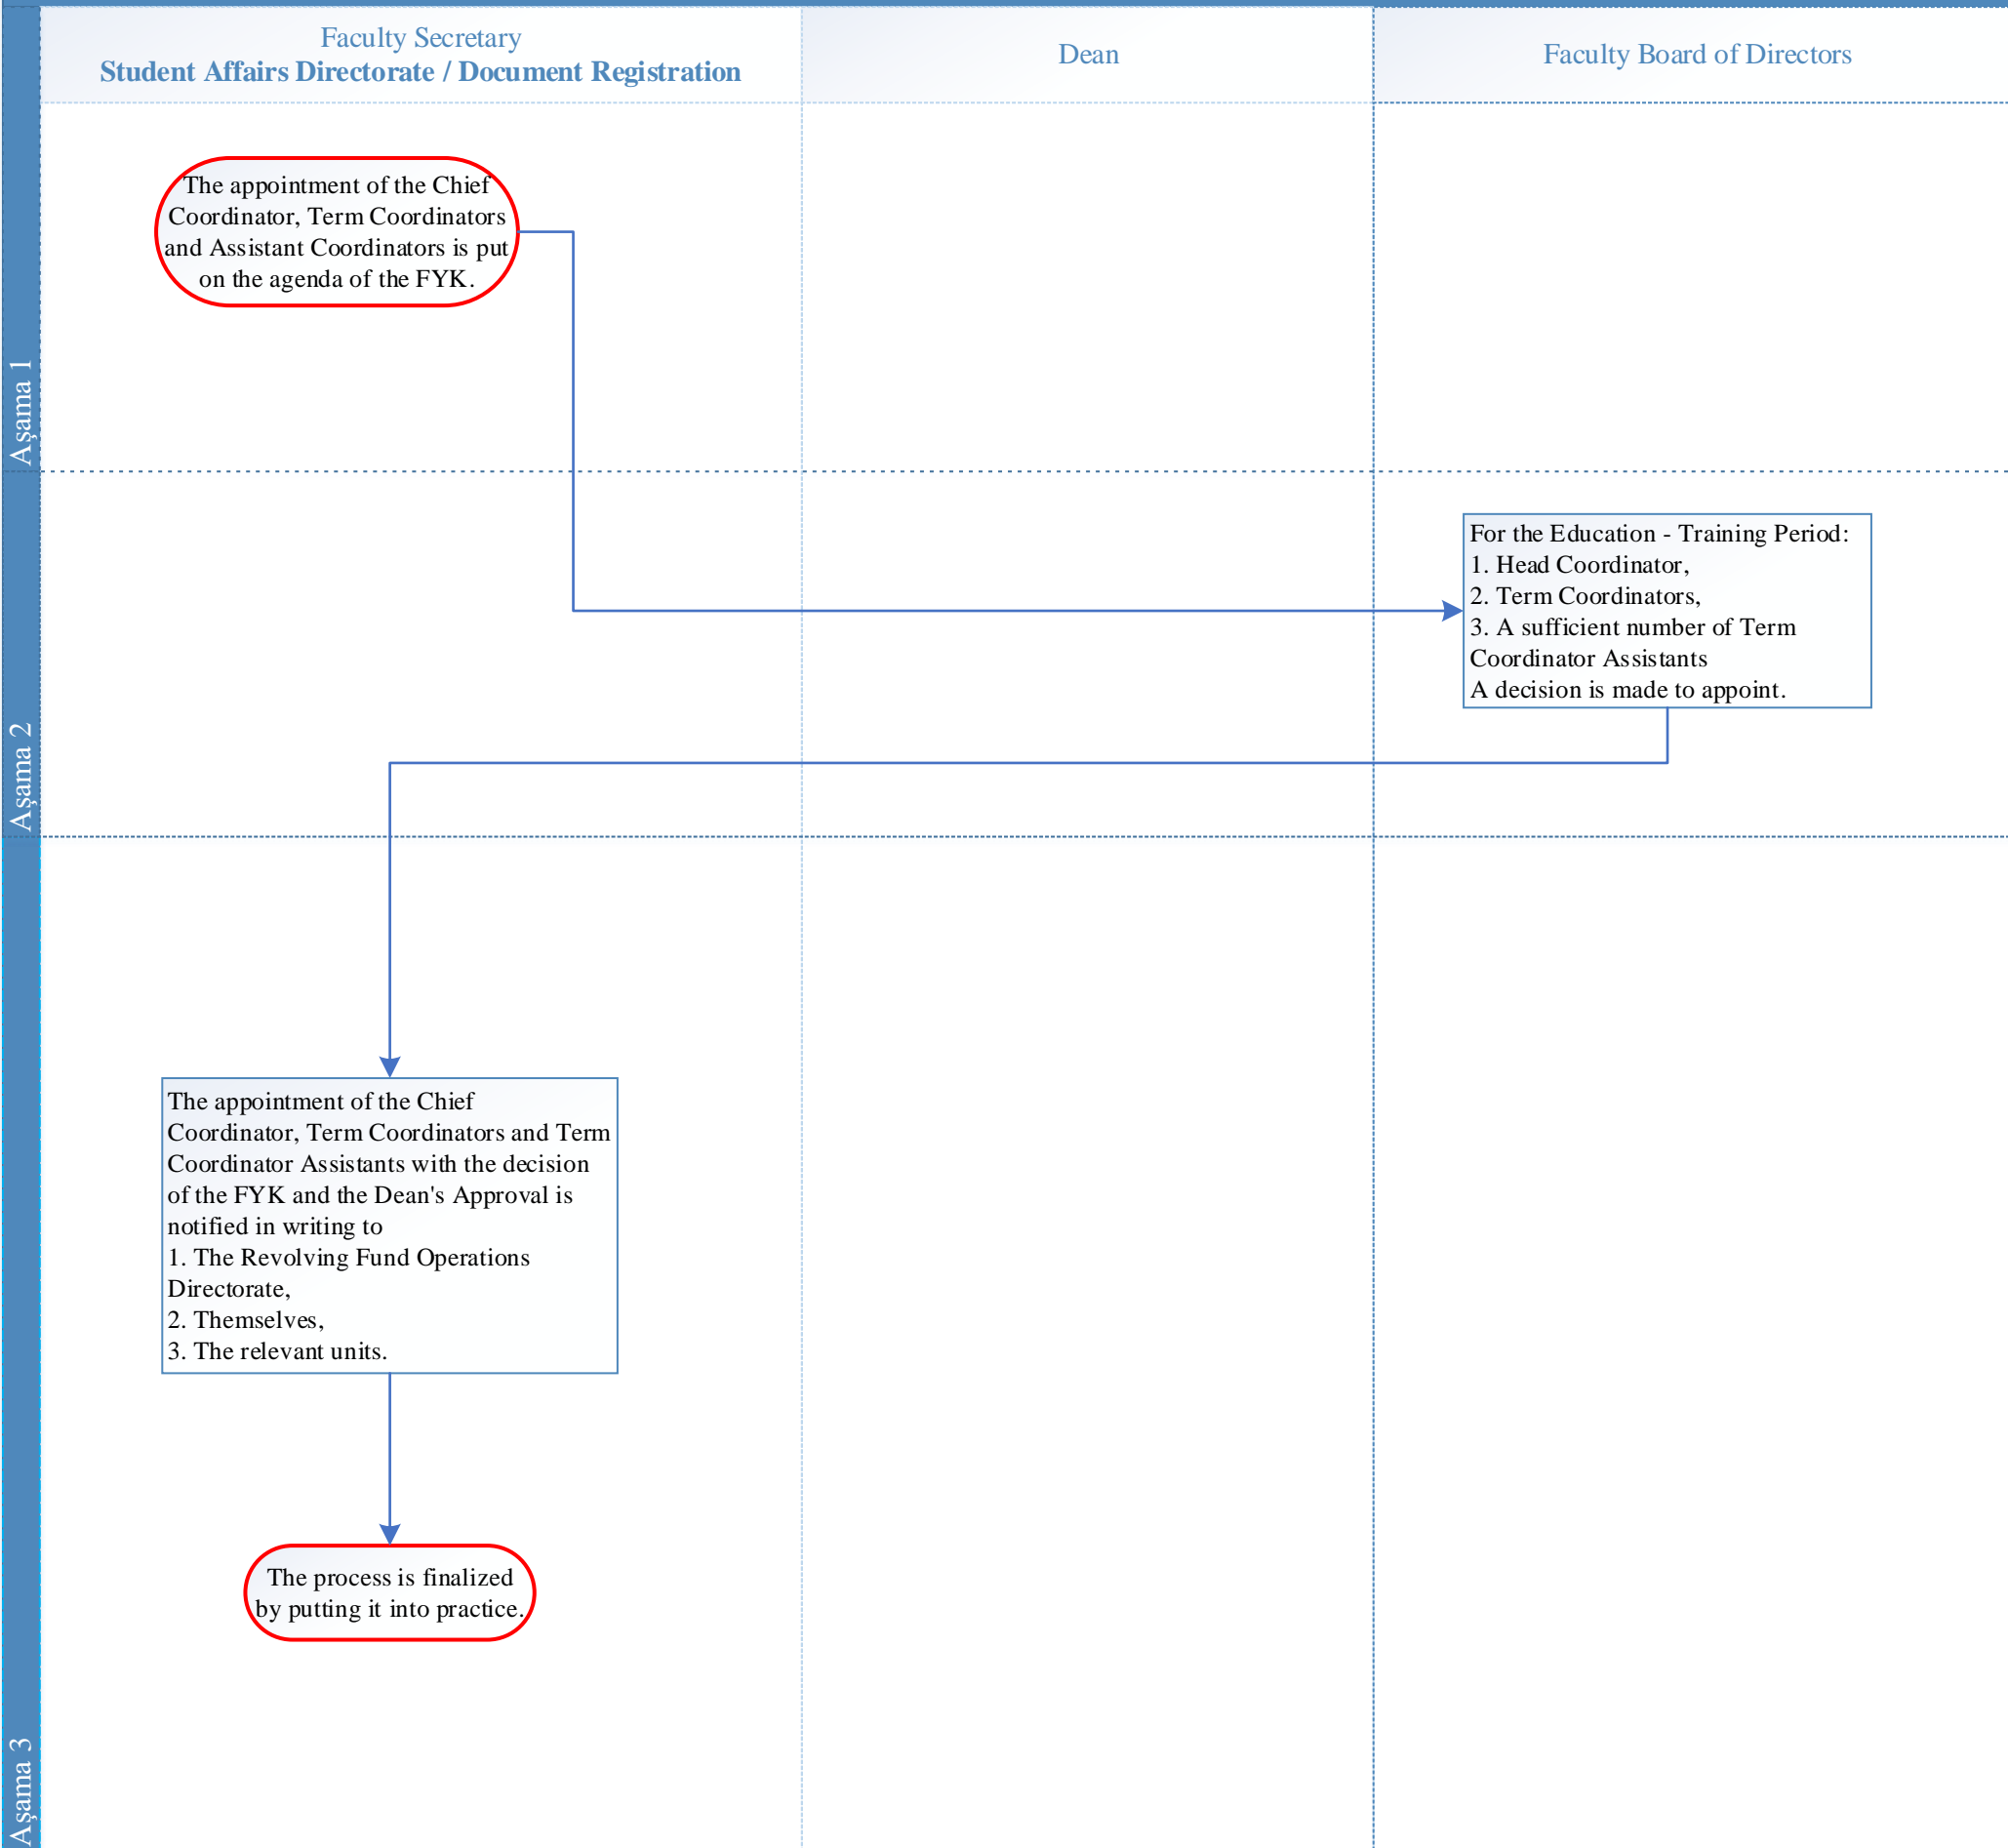 Faculty Secretary
Student Affairs Directorate / Document Registration
Dean
Faculty Board of Directors
Aşama 1
The appointment of the Chief
Coordinator, Term Coordinators
and Assistant Coordinators is put
on the agenda of the FYK.
Aşama 2
For the Education - Training Period:
1. Head Coordinator,
2. Term Coordinators,
3. A sufficient number of Term
Coordinator Assistants
A decision is made to appoint.
Aşama 3
The appointment of the Chief
Coordinator, Term Coordinators and Term
Coordinator Assistants with the decision
of the FYK and the Dean's Approval is
notified in writing to
1. The Revolving Fund Operations
Directorate,
2. Themselves,
3. The relevant units.
The process is finalized
by putting it into practice.